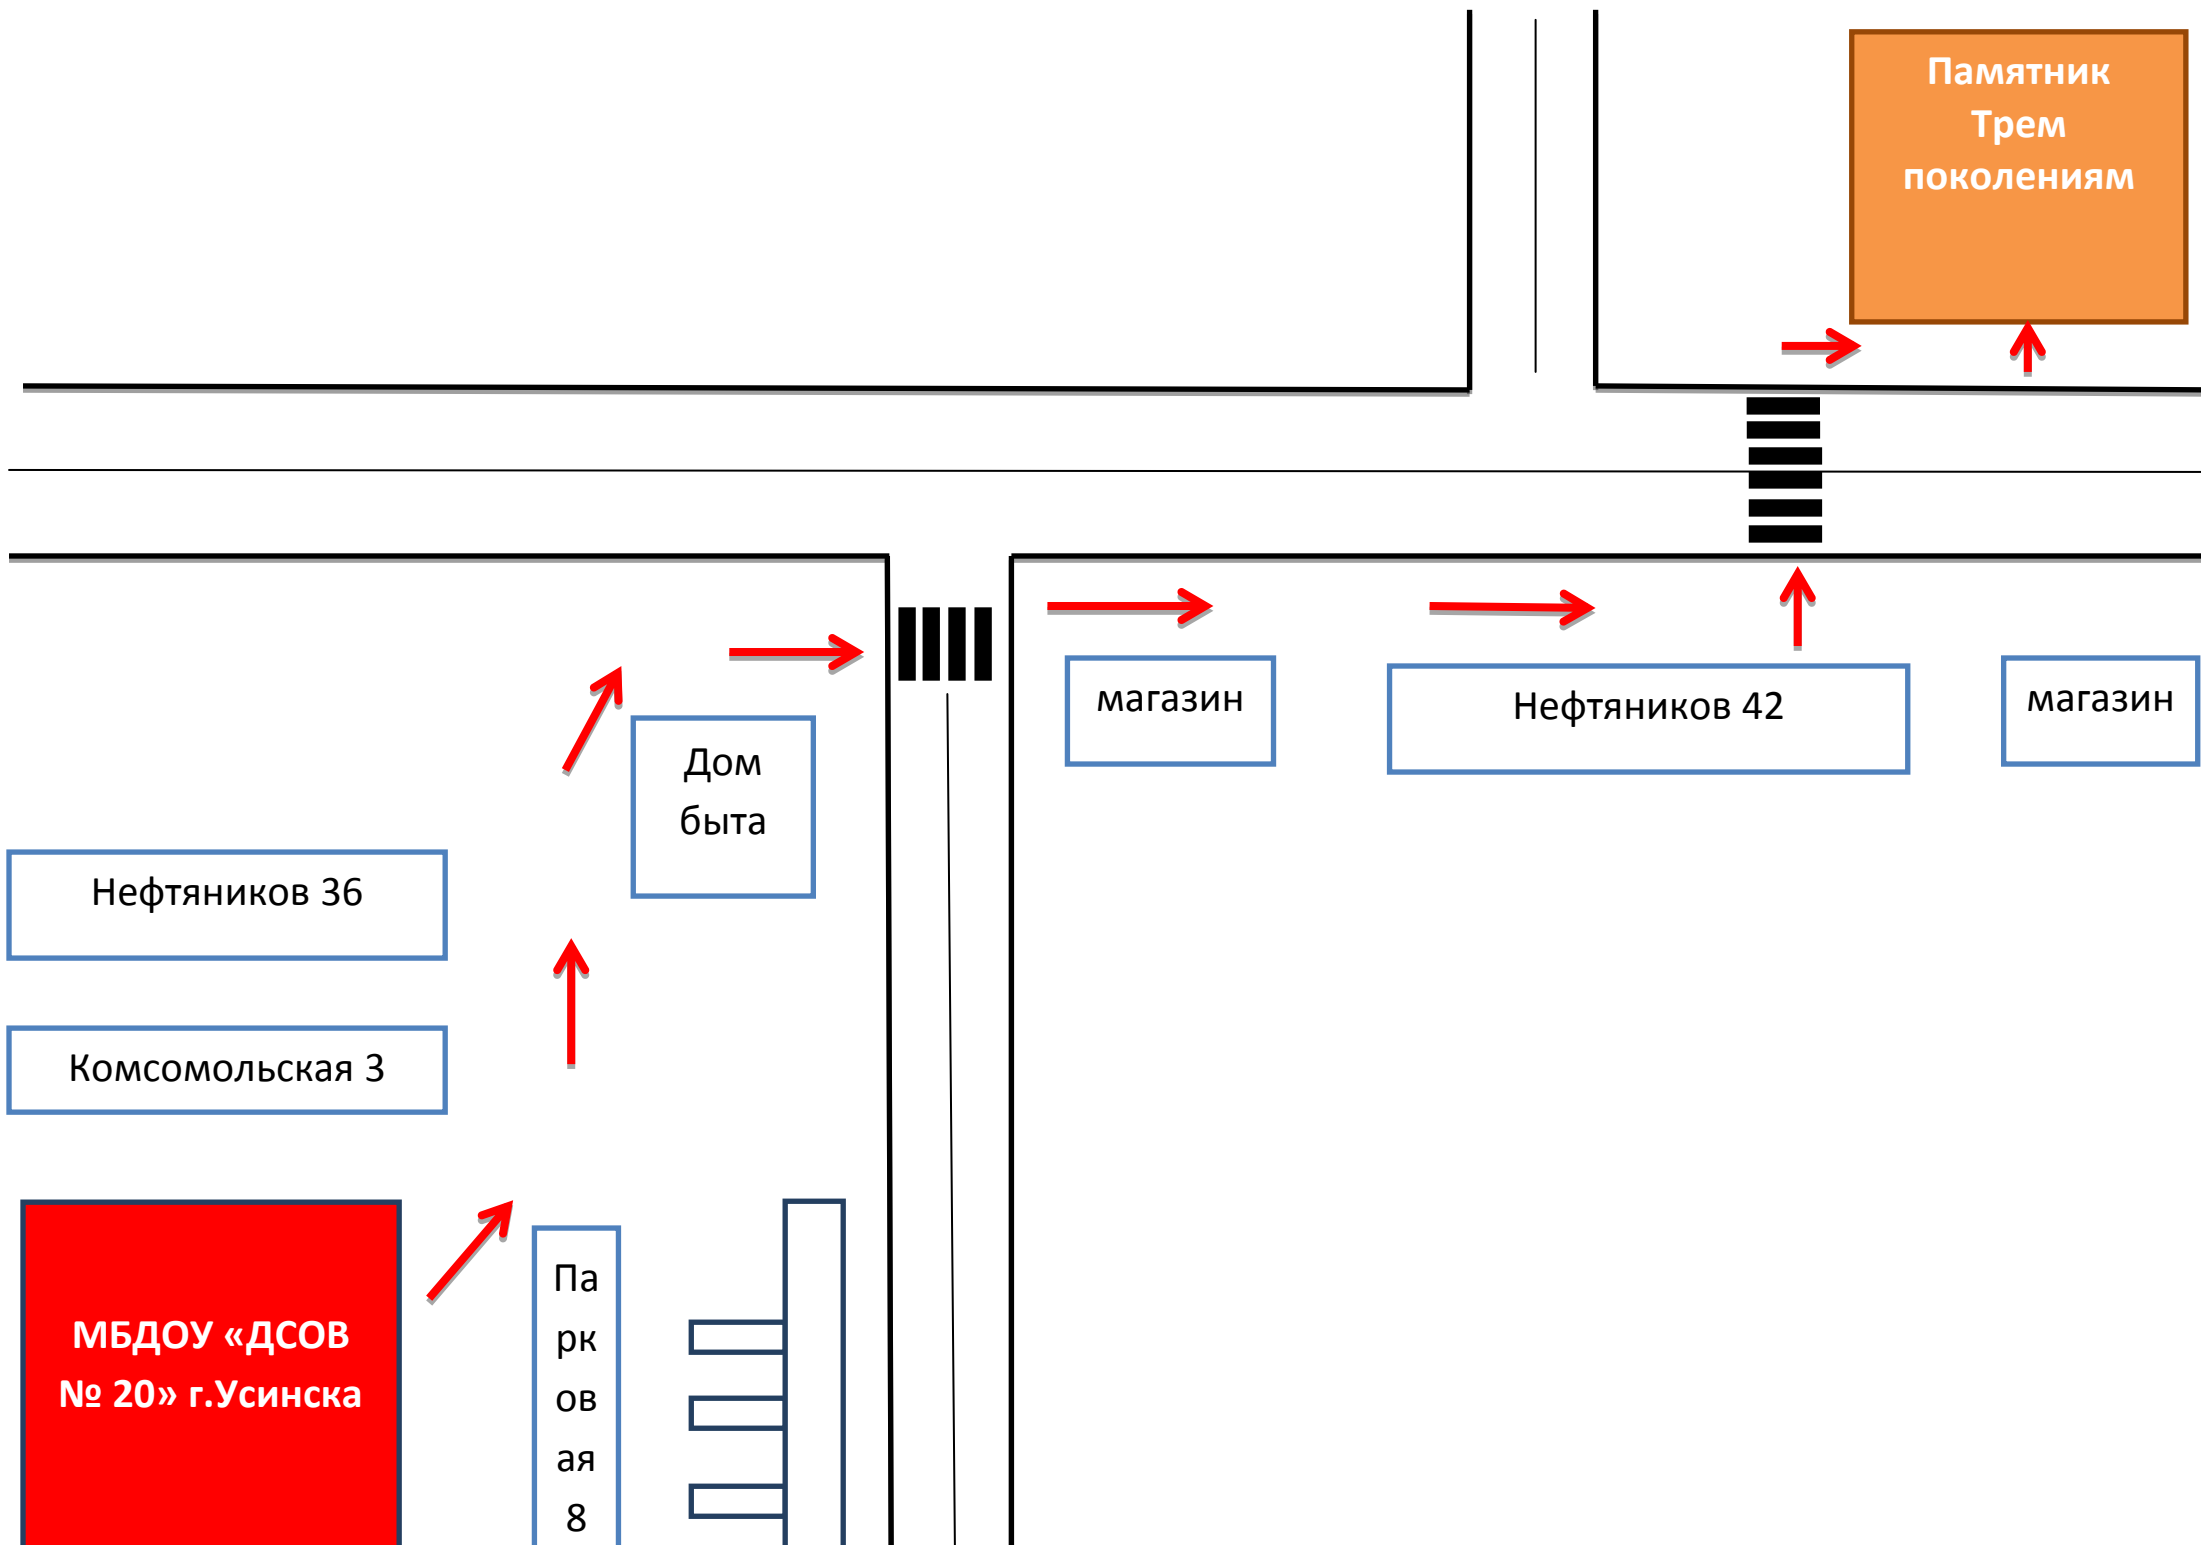 Памятник
Трем
поколениям
магазин
Нефтяников 42
магазин
Дом
быта
Нефтяников 36
Комсомольская 3
МБДОУ «ДСОВ
№ 20» г.Усинска
Па
рк
ов
ая
8